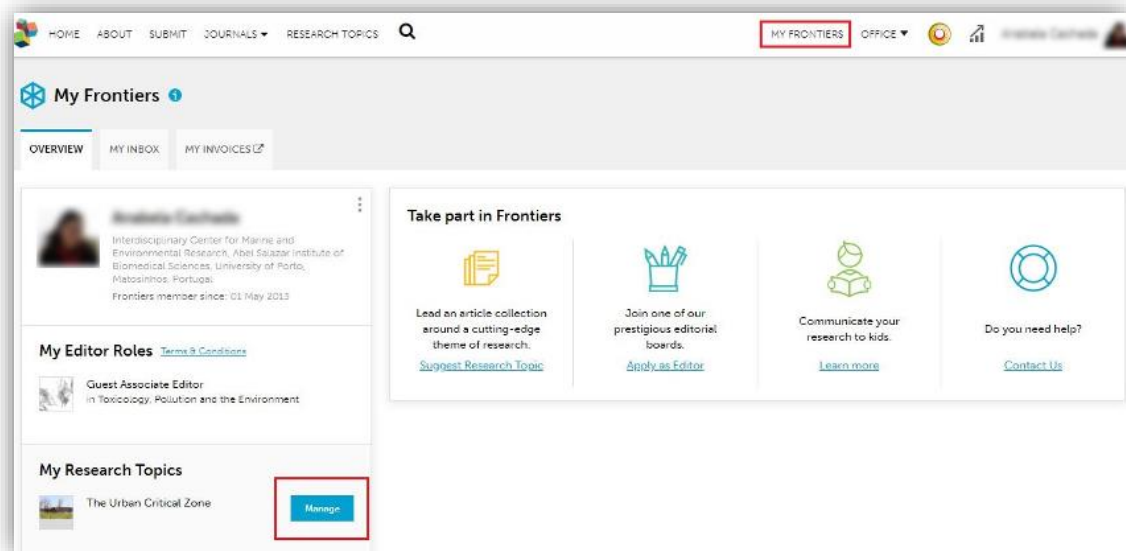 HOME ABOUT SUBMIT JOURNALS RESEARCH TOPICS MY FRONTIERS OFFICE
My Frontiers
OVERVIEW MY INBOX MY INVOICES
Interdisciplinary Center for Marine and
Environmental Research, Abel Salazar Institute of
Biomedical Sciences, University of Porto,
Matosinhos, Portugal
Frontiers member since: 01 May 2013
My Editor Roles Terms & Conditions
Guest Associate Editor
in Toxicology, Pollution and the Environment
My Research Topics
The Urban Critical Zone
Manage
Take part in Frontiers
Lead an article collection
around a cutting-edge
theme of research.
Suggest Research Topic
Join one of our
prestigious editorial
boards.
Apply as Editor
Communicate your
research to kids.
Learn more
Do you need help?
Contact Us